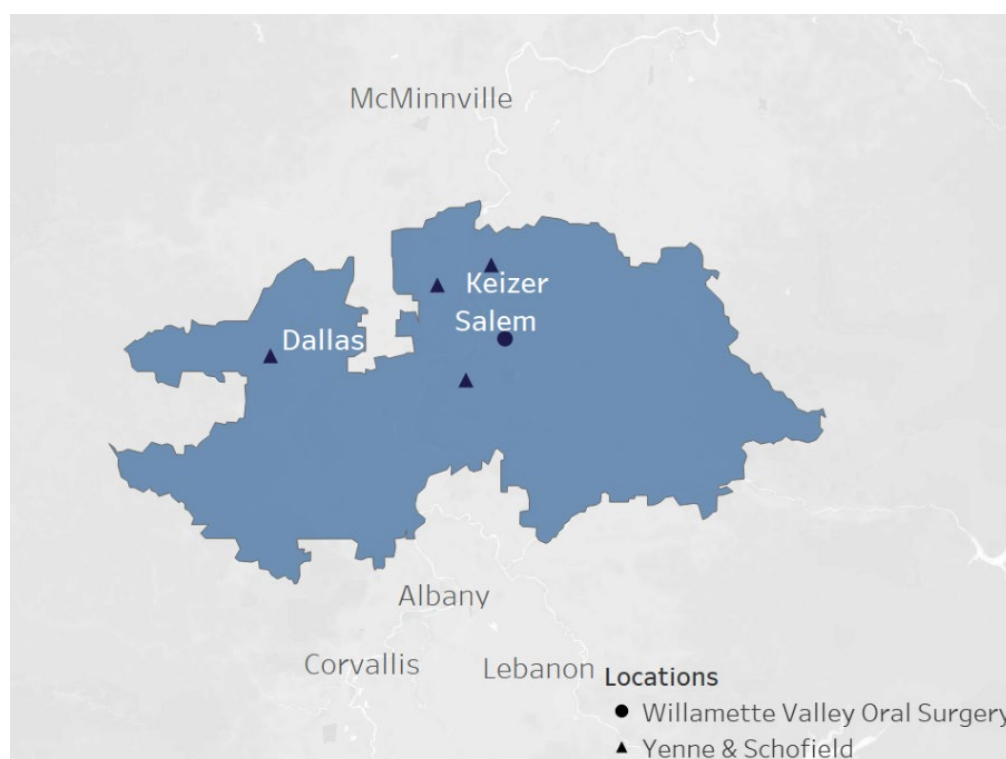 McMinnville
Keizer
Salem
Dallas
Albany
Corvallis
Lebanon
Locations
Willamette Valley Oral Surgery
Yenne & Schofield